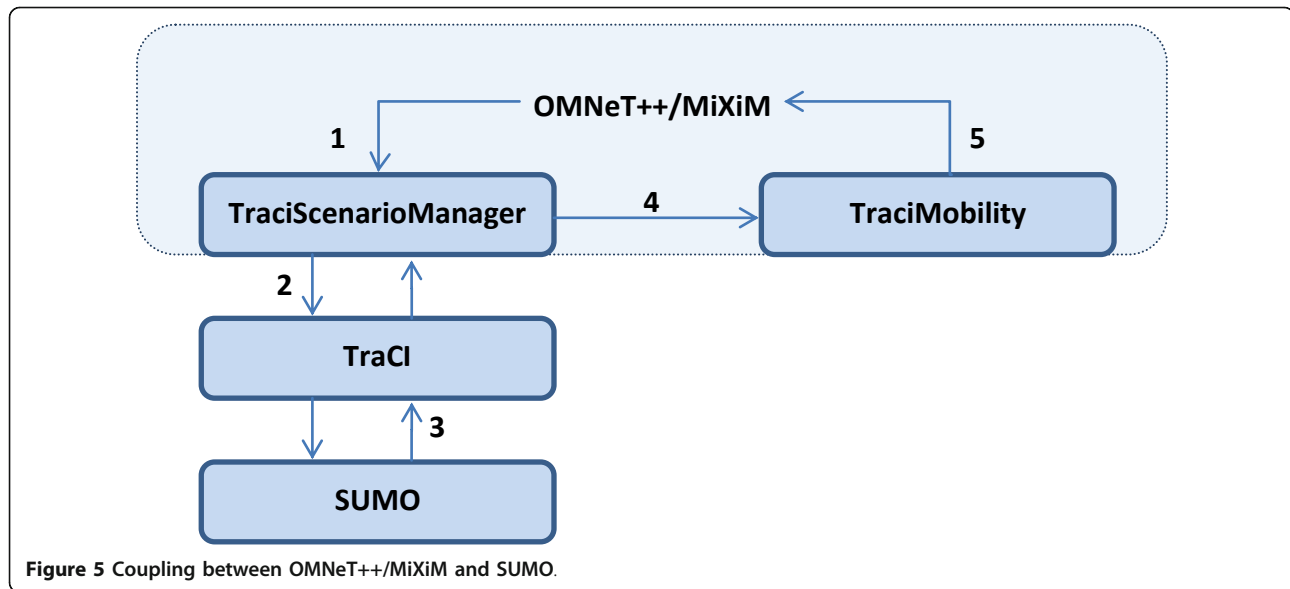 OMNeT++/MiXiM
1
5
TraciScenarioManager
4
TraciMobility
2
TraCI
3
SUMO
Figure 5 Coupling between OMNeT++/MiXiM and SUMO.